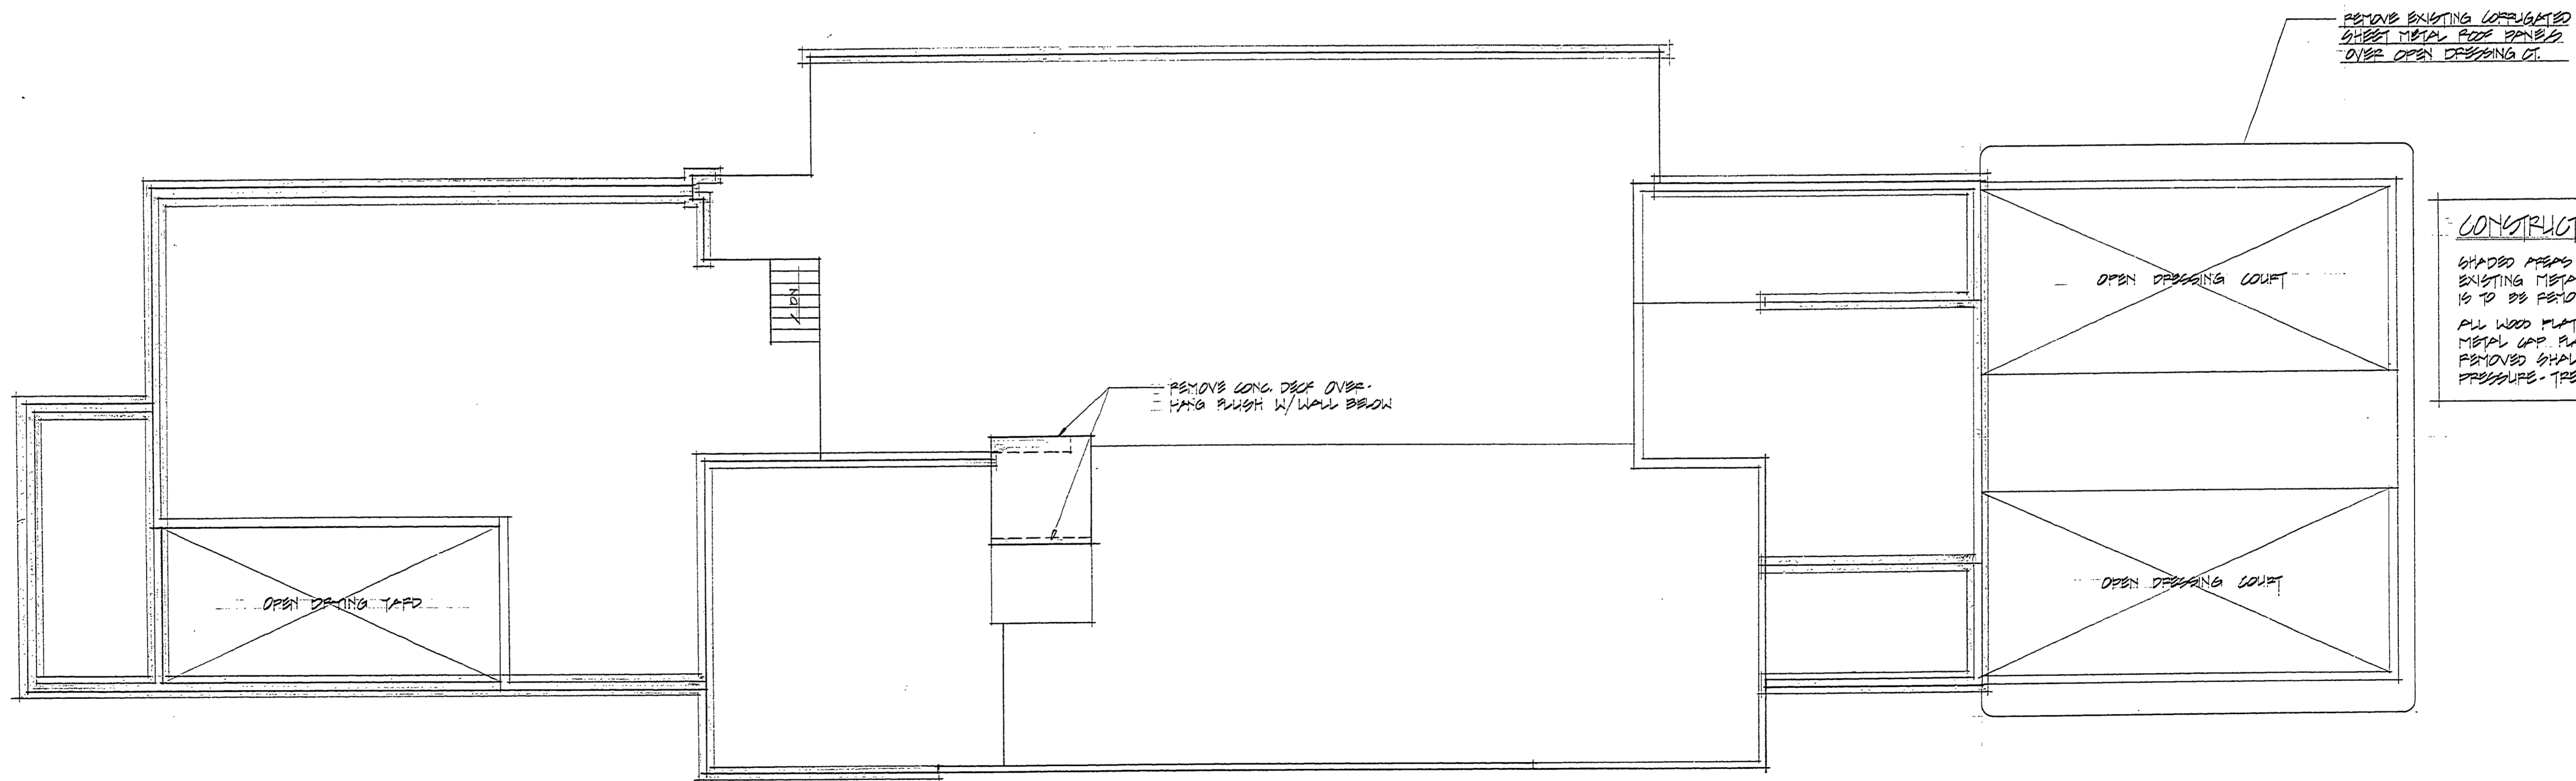 REMOVE EXISTING CORRUGATED
SHEET METAL ROOF PANELS
OVER OPEN DRESSING CT.
CONSTRUCT
SHADED AREAS
EXISTING META
IS TO BE REMO
ALL WOOD PLAT
METAL CAP FLA
REMOVED SHAL
PRESSURE-TRE
OPEN DRESSING COURT
DN
REMOVE CONC. DECK OVER-
HANG FLUSH W/WALL BELOW
OPEN DRYING YARD
OPEN DRESSING COURT